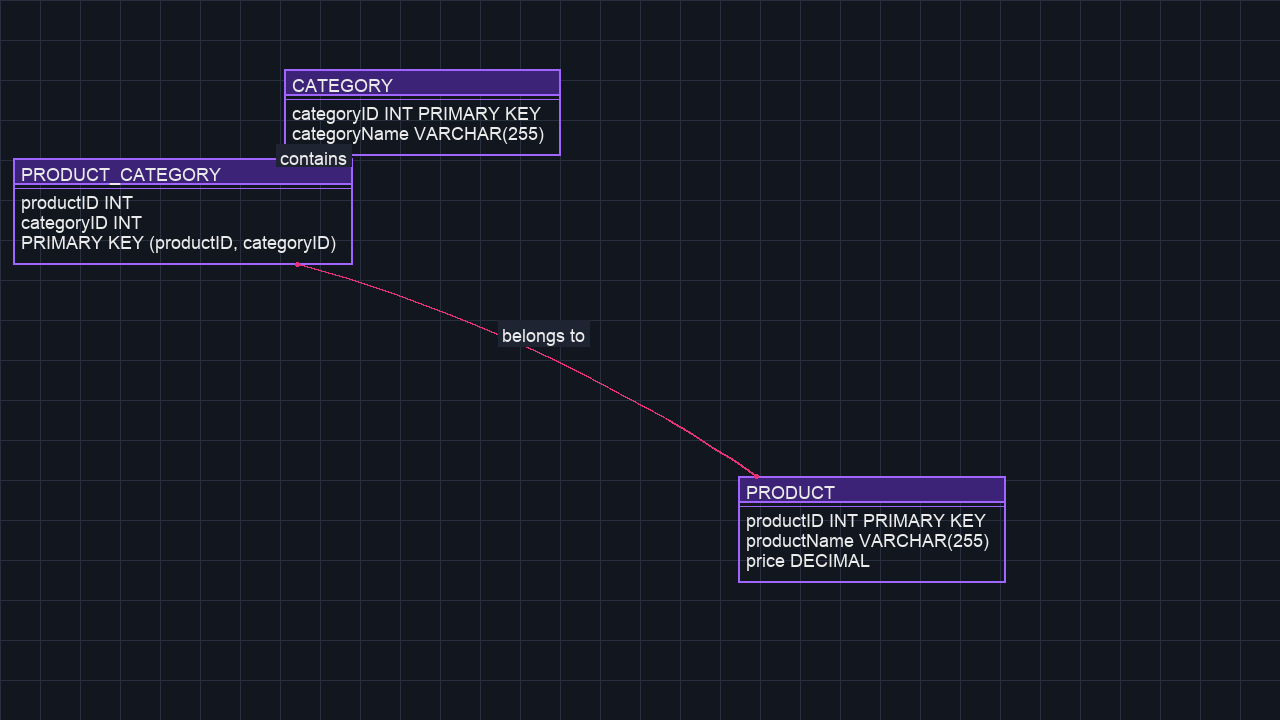 CATEGORY
categoryID INT PRIMARY KEY
categoryName VARCHAR(255)
contains
PRODUCT_CATEGORY
productID INT
categoryID INT
PRIMARY KEY (productID, categoryID)
belongs to
PRODUCT
productID INT PRIMARY KEY
productName VARCHAR(255)
price DECIMAL